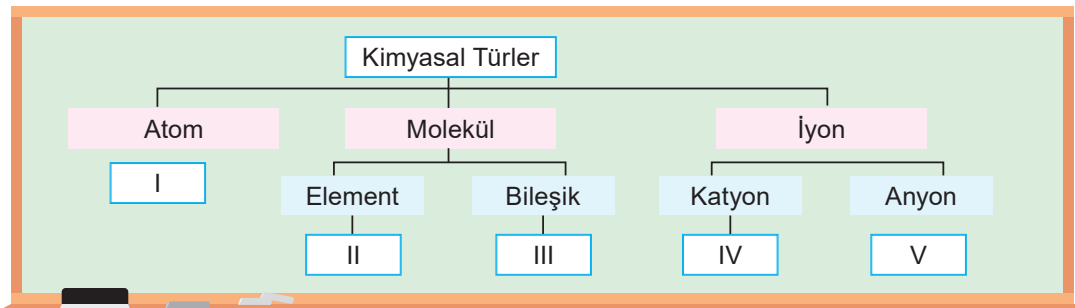 Kimyasal Türler
Atom Molekül İyon
I
Element Bileşik Katyon Anyon
II III IV V